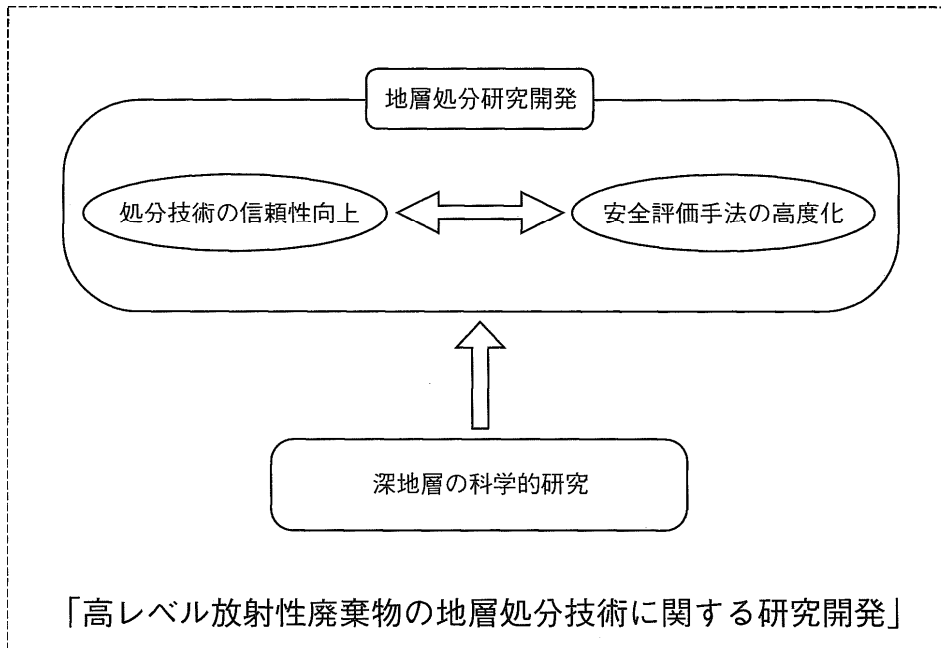 地層処分研究開発
処分技術の信頼性向上
安全評価手法の高度化
深地層の科学的研究
「高レベル放射性廃棄物の地層処分技術に関する研究開発」